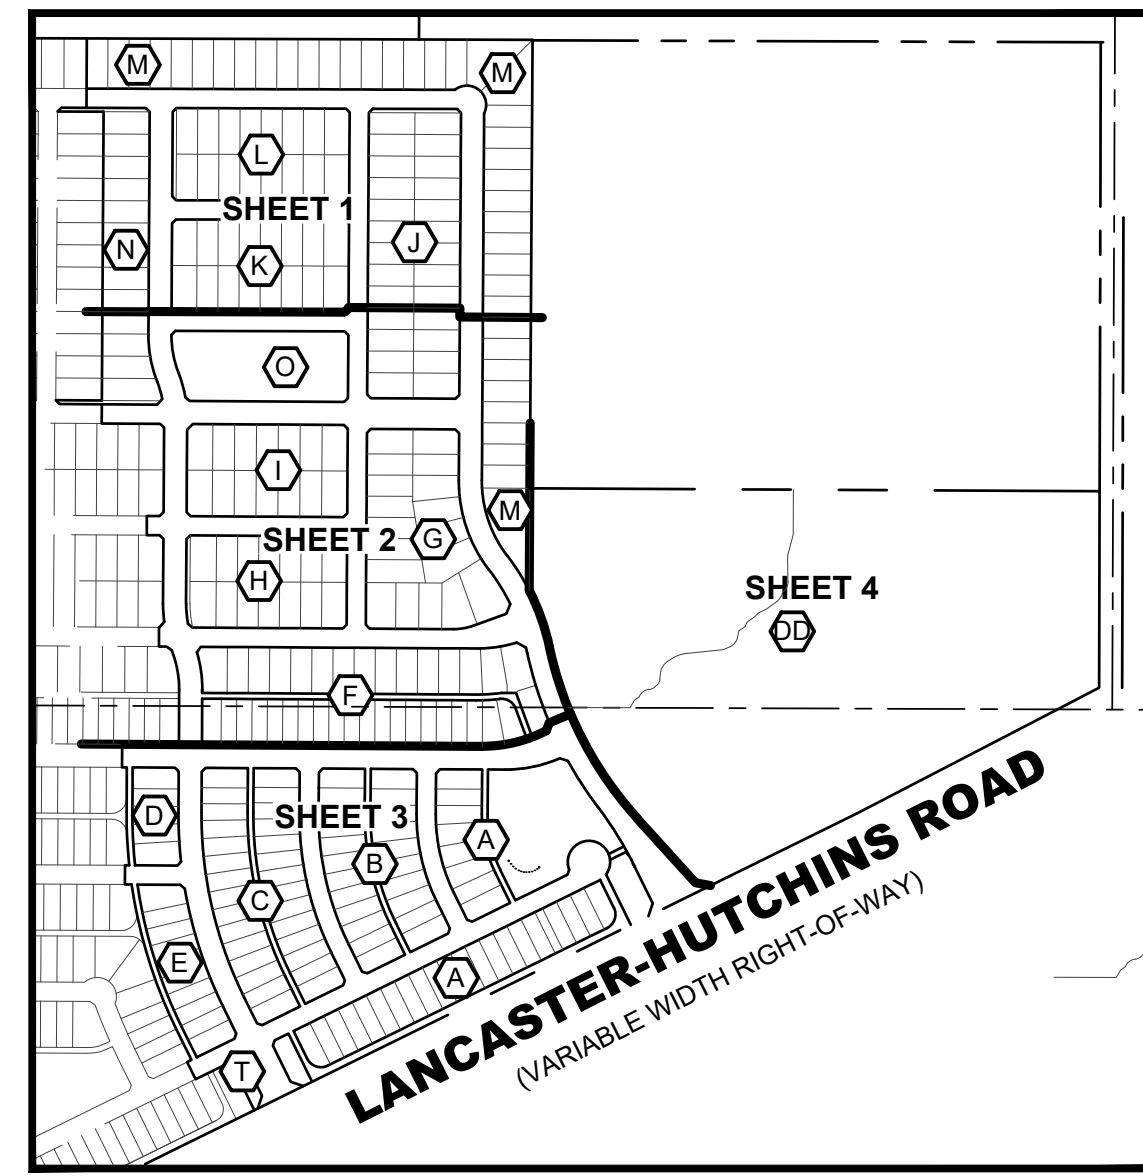 M
M
L
SHEET 1
N
J
K
O
I
M
SHEET 2
G
H
SHEET 4
DD
F
D
SHEET 3
A
B
C
E
A
T
LANCASTER-HUTCHINS ROAD
(VARIABLE WIDTH RIGHT-OF-WAY)